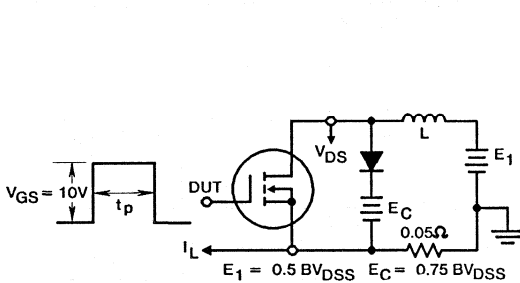 V_DS
L
E_1
V_GS = 10V
t_p
DUT
E_C
0.05Ω
I_L
E_1 = 0.5 BV_DSS E_C = 0.75 BV_DSS